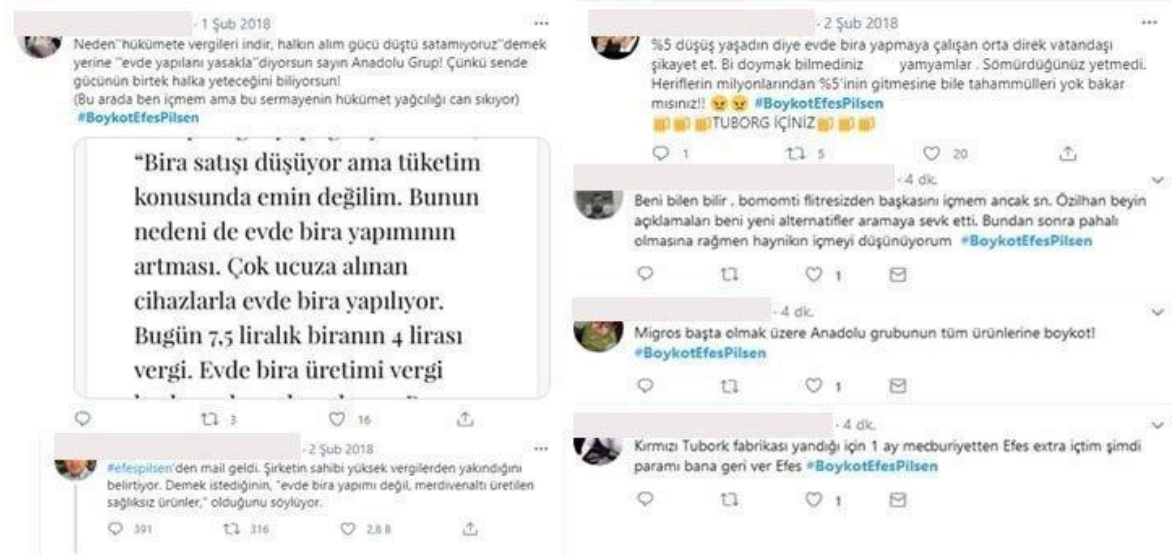 · 1 Şub 2018
Neden"hükümete vergileri indir, halkın alım gücü düştü satamıyoruz"demek
yerine "evde yapılanı yasakla"diyorsun sayın Anadolu Grup! Çünkü sende
gücünün birtek halka yeteceğini biliyorsun!
(Bu arada ben içmem ama bu sermayenin hükümet yağcılığı can sıkıyor)
#BoykotEfesPilsen
“Bira satışı düşüyor ama tüketim
konusunda emin değilim. Bunun
nedeni de evde bira yapımının
artması. Çok ucuza alınan
cihazlarla evde bira yapılıyor.
Bugün 7,5 liralık biranın 4 lirası
vergi. Evde bira üretimi vergi
3 16
· 2 Şub 2018
#efespilsen'den mail geldi. Şirketin sahibi yüksek vergilerden yakındığını
belirtiyor. Demek istediğinin, "evde bira yapımı değil, merdivenaltı üretilen
sağlıksız ürünler," olduğunu söylüyor.
391 316 2,8 B
· 2 Şub 2018
%5 düşüş yaşadın diye evde bira yapmaya çalışan orta direk vatandaşı
şikayet et. Bi doymak bilmediniz yamyamlar . Sömürdüğünüz yetmedi.
Heriflerin milyonlarından %5'inin gitmesine bile tahammülleri yok bakar
mısınız!! 😠 😠 #BoykotEfesPilsen
🍻🍻🍻TUBORG İÇİNİZ🍻🍻🍻
1 5 20
· 4 dk.
Beni bilen bilir , bomomti flitresizden başkasını içmem ancak sn. Özilhan beyin
açıklamaları beni yeni alternatifler aramaya sevk etti. Bundan sonra pahalı
olmasına rağmen haynikın içmeyi düşünüyorum #BoykotEfesPilsen
1
· 4 dk.
Migros başta olmak üzere Anadolu grubunun tüm ürünlerine boykot!
#BoykotEfesPilsen
1
· 4 dk.
Kırmızı Tubork fabrikası yandığı için 1 ay mecburiyetten Efes extra içtim şimdi
paramı bana geri ver Efes #BoykotEfesPilsen
1